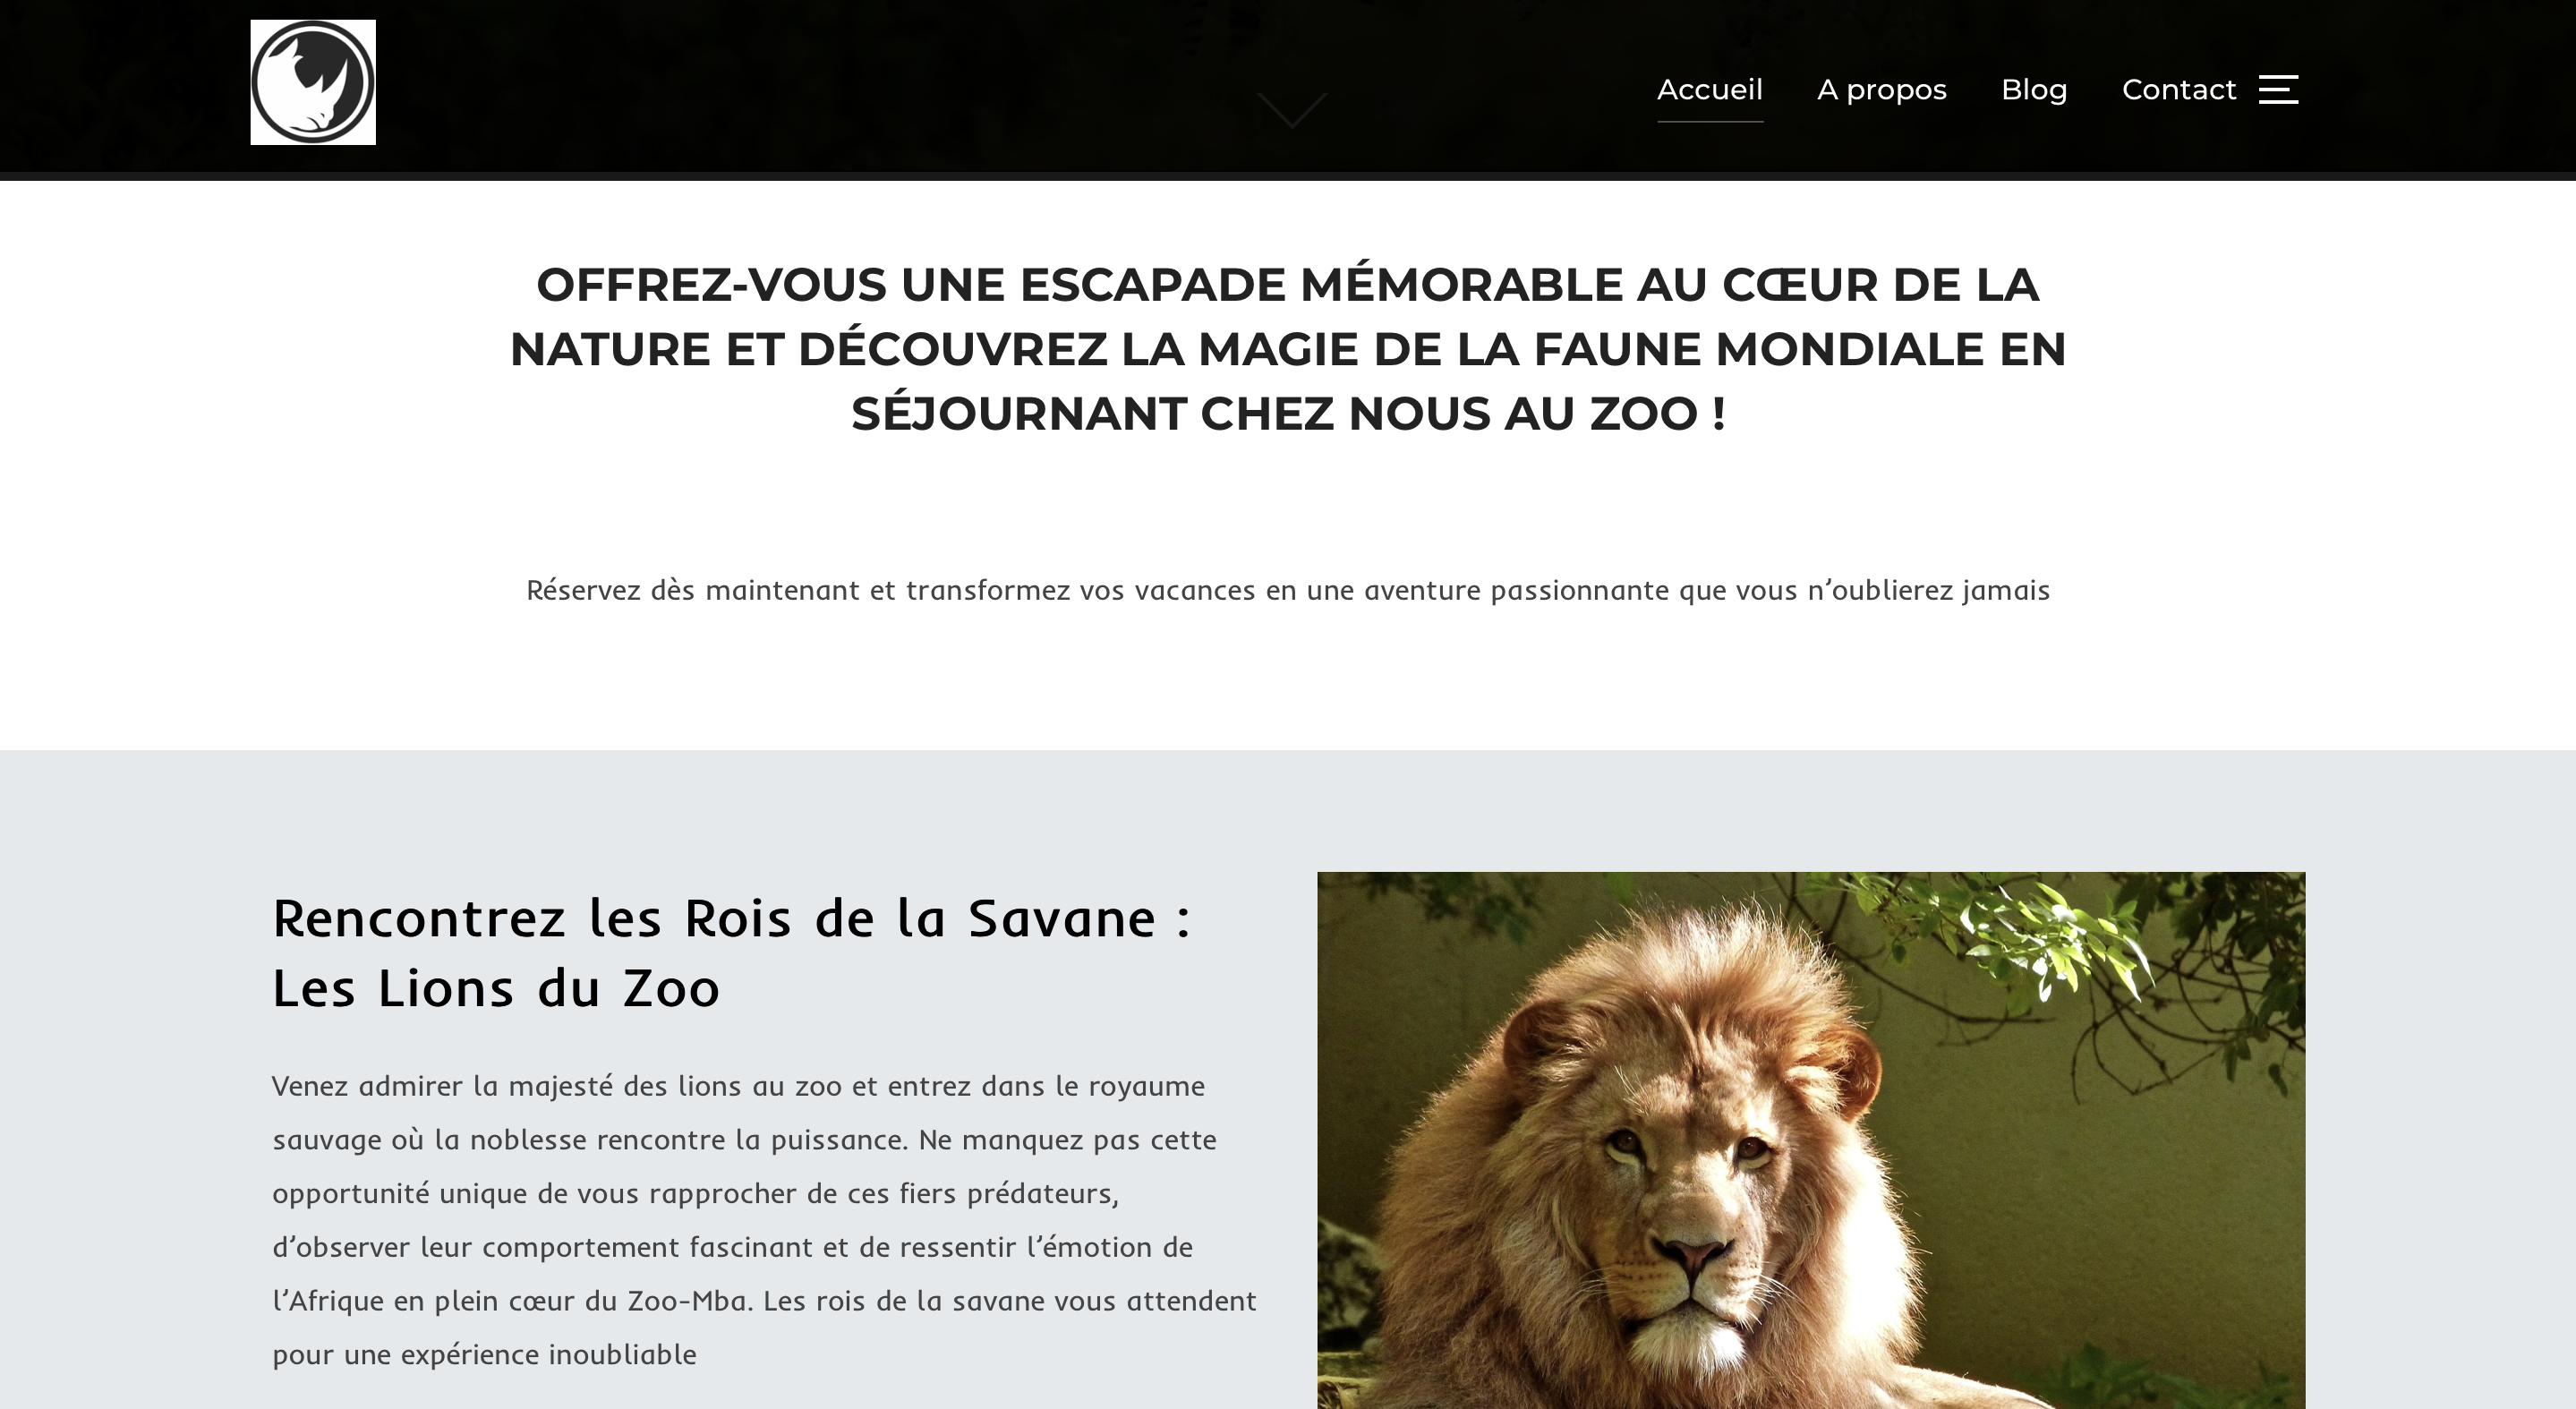 Accueil A propos Blog Contact
OFFREZ-VOUS UNE ESCAPADE MÉMORABLE AU CŒUR DE LA
NATURE ET DÉCOUVREZ LA MAGIE DE LA FAUNE MONDIALE EN
SÉJOURNANT CHEZ NOUS AU ZOO !
Réservez dès maintenant et transformez vos vacances en une aventure passionnante que vous n’oublierez jamais
Rencontrez les Rois de la Savane :
Les Lions du Zoo
Venez admirer la majesté des lions au zoo et entrez dans le royaume
sauvage où la noblesse rencontre la puissance. Ne manquez pas cette
opportunité unique de vous rapprocher de ces fiers prédateurs,
d’observer leur comportement fascinant et de ressentir l’émotion de
l’Afrique en plein cœur du Zoo-Mba. Les rois de la savane vous attendent
pour une expérience inoubliable